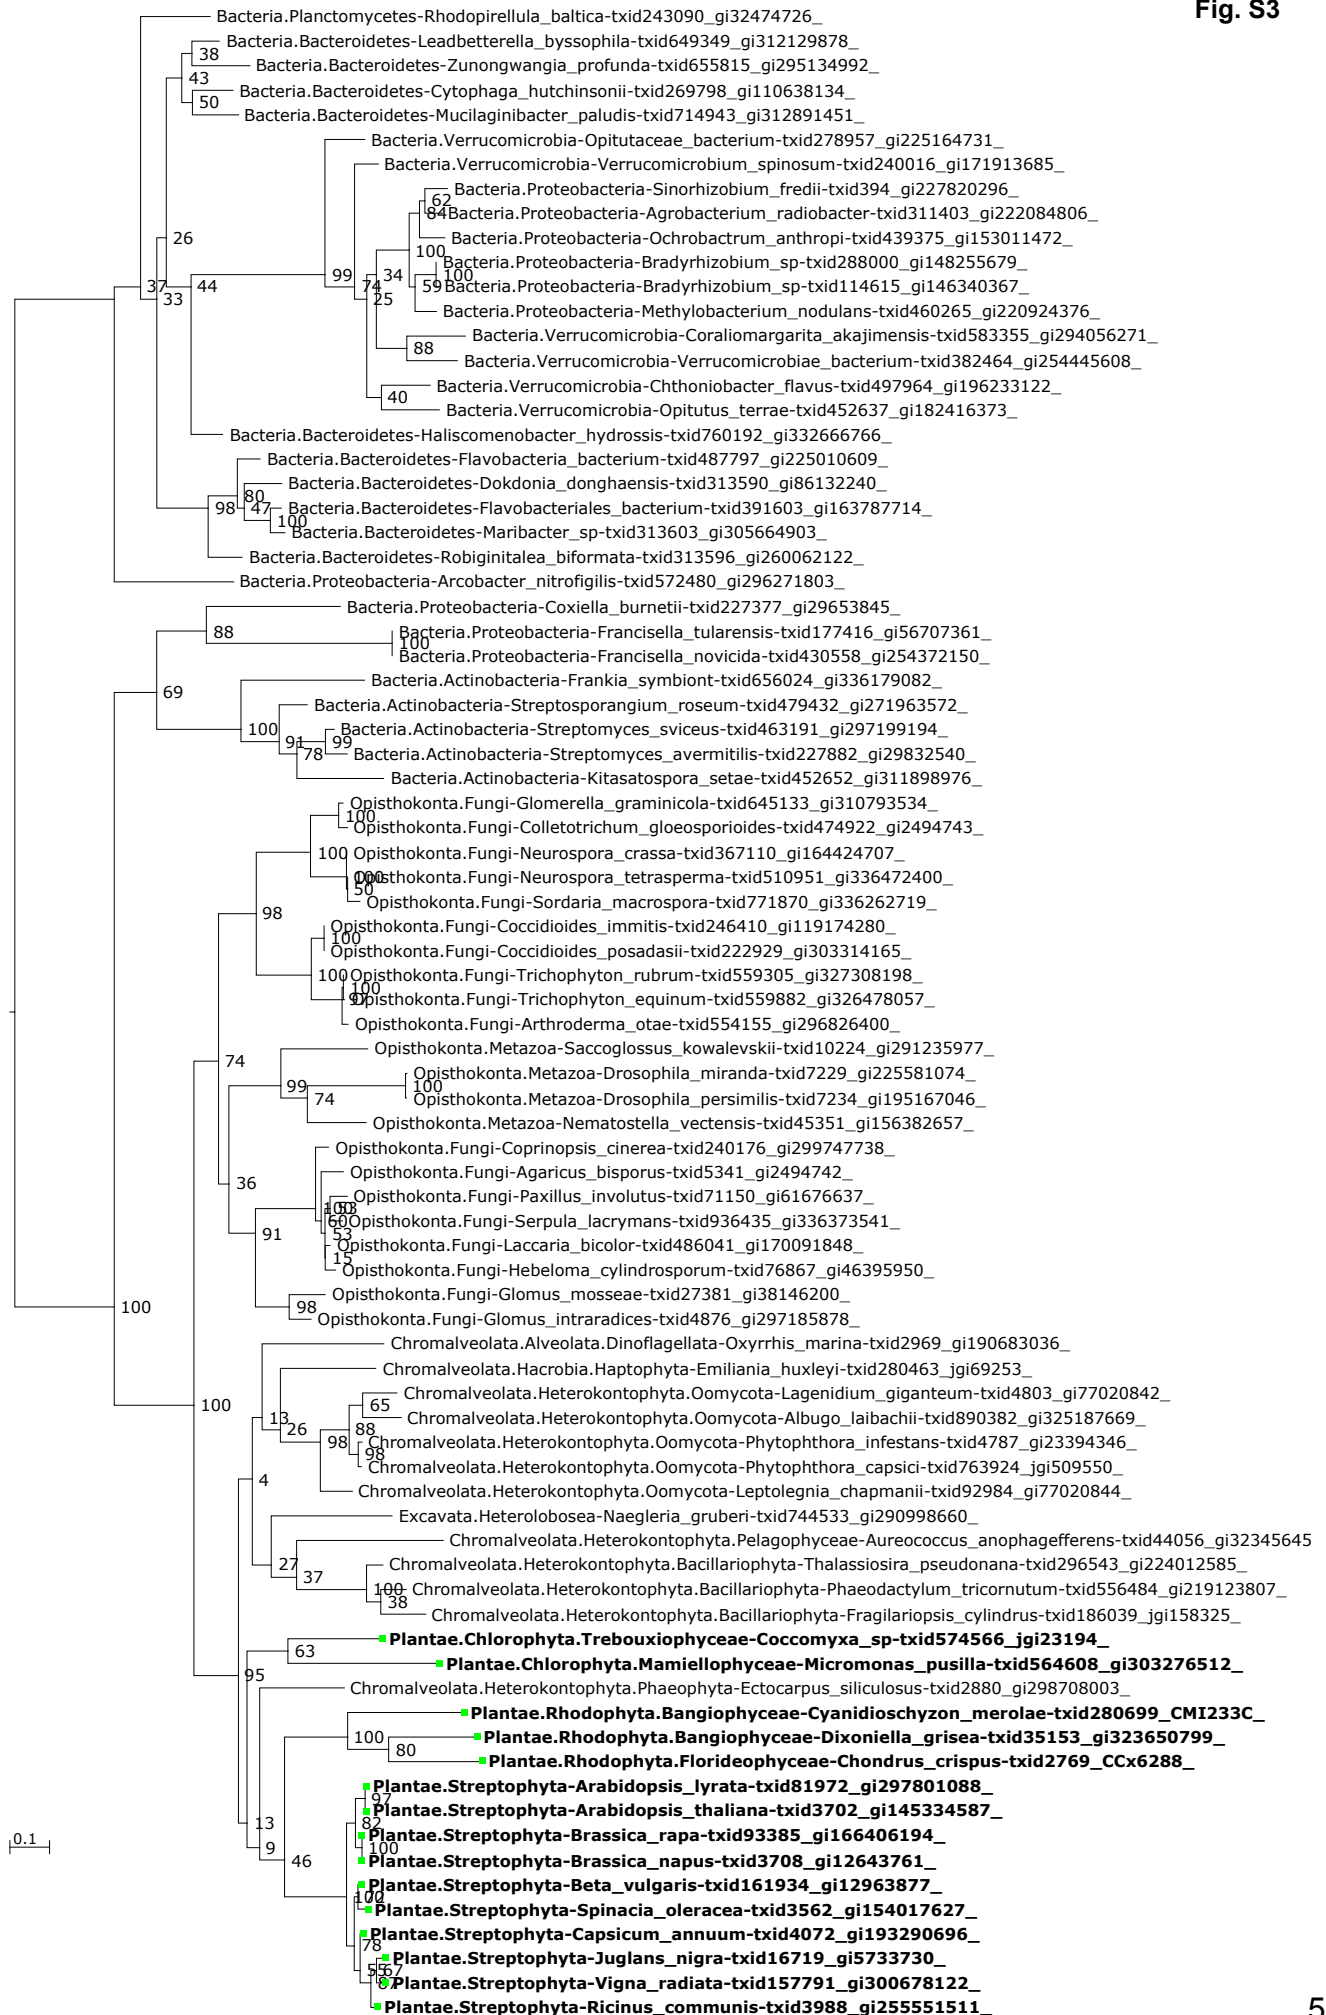 Fig. S3
Bacteria.Planctomycetes-Rhodopirellula_baltica-txid243090_gi32474726_
Bacteria.Bacteroidetes-Leadbetterella_byssophila-txid649349_gi312129878_
38
Bacteria.Bacteroidetes-Zunongwangia_profunda-txid655815_gi295134992_
43
Bacteria.Bacteroidetes-Cytophaga_hutchinsonii-txid269798_gi110638134_
50
Bacteria.Bacteroidetes-Mucilaginibacter_paludis-txid714943_gi312891451_
Bacteria.Verrucomicrobia-Opitutaceae_bacterium-txid278957_gi225164731_
Bacteria.Verrucomicrobia-Verrucomicrobium_spinosum-txid240016_gi171913685_
Bacteria.Proteobacteria-Sinorhizobium_fredii-txid394_gi227820296_
62
84 Bacteria.Proteobacteria-Agrobacterium_radiobacter-txid311403_gi222084806_
26
Bacteria.Proteobacteria-Ochrobactrum_anthropi-txid439375_gi153011472_
100
Bacteria.Proteobacteria-Bradyrhizobium_sp-txid288000_gi148255679_
99 34 100
37 44 74 59 Bacteria.Proteobacteria-Bradyrhizobium_sp-txid114615_gi146340367_
33 25
Bacteria.Proteobacteria-Methylobacterium_nodulans-txid460265_gi220924376_
Bacteria.Verrucomicrobia-Coraliomargarita_akajimensis-txid583355_gi294056271_
88
Bacteria.Verrucomicrobia-Verrucomicrobiae_bacterium-txid382464_gi254445608_
Bacteria.Verrucomicrobia-Chthoniobacter_flavus-txid497964_gi196233122_
40
Bacteria.Verrucomicrobia-Opitutus_terrae-txid452637_gi182416373_
Bacteria.Bacteroidetes-Haliscomenobacter_hydrossis-txid760192_gi332666766_
Bacteria.Bacteroidetes-Flavobacteria_bacterium-txid487797_gi225010609_
Bacteria.Bacteroidetes-Dokdonia_donghaensis-txid313590_gi86132240_
80
98 47 Bacteria.Bacteroidetes-Flavobacteriales_bacterium-txid391603_gi163787714_
100
Bacteria.Bacteroidetes-Maribacter_sp-txid313603_gi305664903_
Bacteria.Bacteroidetes-Robiginitalea_biformata-txid313596_gi260062122_
Bacteria.Proteobacteria-Arcobacter_nitrofigilis-txid572480_gi296271803_
Bacteria.Proteobacteria-Coxiella_burnetii-txid227377_gi29653845_
88 Bacteria.Proteobacteria-Francisella_tularensis-txid177416_gi56707361_
100
Bacteria.Proteobacteria-Francisella_novicida-txid430558_gi254372150_
Bacteria.Actinobacteria-Frankia_symbiont-txid656024_gi336179082_
69
Bacteria.Actinobacteria-Streptosporangium_roseum-txid479432_gi271963572_
100 Bacteria.Actinobacteria-Streptomyces_sviceus-txid463191_gi297199194_
91 99
78 Bacteria.Actinobacteria-Streptomyces_avermitilis-txid227882_gi29832540_
Bacteria.Actinobacteria-Kitasatospora_setae-txid452652_gi311898976_
Opisthokonta.Fungi-Glomerella_graminicola-txid645133_gi310793534_
100
Opisthokonta.Fungi-Colletotrichum_gloeosporioides-txid474922_gi2494743_
100 Opisthokonta.Fungi-Neurospora_crassa-txid367110_gi164424707_
100 Opisthokonta.Fungi-Neurospora_tetrasperma-txid510951_gi336472400_
50
Opisthokonta.Fungi-Sordaria_macrospora-txid771870_gi336262719_
98
Opisthokonta.Fungi-Coccidioides_immitis-txid246410_gi119174280_
100
Opisthokonta.Fungi-Coccidioides_posadasii-txid222929_gi303314165_
100 Opisthokonta.Fungi-Trichophyton_rubrum-txid559305_gi327308198_
100
97 Opisthokonta.Fungi-Trichophyton_equinum-txid559882_gi326478057_
Opisthokonta.Fungi-Arthroderma_otae-txid554155_gi296826400_
Opisthokonta.Metazoa-Saccoglossus_kowalevskii-txid10224_gi291235977_
74
Opisthokonta.Metazoa-Drosophila_miranda-txid7229_gi225581074_
99 100
74 Opisthokonta.Metazoa-Drosophila_persimilis-txid7234_gi195167046_
Opisthokonta.Metazoa-Nematostella_vectensis-txid45351_gi156382657_
Opisthokonta.Fungi-Coprinopsis_cinerea-txid240176_gi299747738_
Opisthokonta.Fungi-Agaricus_bisporus-txid5341_gi2494742_
36
Opisthokonta.Fungi-Paxillus_involutus-txid71150_gi61676637_
100 53
60 Opisthokonta.Fungi-Serpula_lacrymans-txid936435_gi336373541_
91 53
Opisthokonta.Fungi-Laccaria_bicolor-txid486041_gi170091848_
15
Opisthokonta.Fungi-Hebeloma_cylindrosporum-txid76867_gi46395950_
Opisthokonta.Fungi-Glomus_mosseae-txid27381_gi38146200_
100 98
Opisthokonta.Fungi-Glomus_intraradices-txid4876_gi297185878_
Chromalveolata.Alveolata.Dinoflagellata-Oxyrrhis_marina-txid2969_gi190683036_
Chromalveolata.Hacrobia.Haptophyta-Emiliania_huxleyi-txid280463_jgi69253_
Chromalveolata.Heterokontophyta.Oomycota-Lagenidium_giganteum-txid4803_gi77020842_
100 65
13 Chromalveolata.Heterokontophyta.Oomycota-Albugo_laibachii-txid890382_gi325187669_
26 88
98 Chromalveolata.Heterokontophyta.Oomycota-Phytophthora_infestans-txid4787_gi23394346_
98
Chromalveolata.Heterokontophyta.Oomycota-Phytophthora_capsici-txid763924_jgi509550_
4
Chromalveolata.Heterokontophyta.Oomycota-Leptolegnia_chapmanii-txid92984_gi77020844_
Excavata.Heterolobosea-Naegleria_gruberi-txid744533_gi290998660_
Chromalveolata.Heterokontophyta.Pelagophyceae-Aureococcus_anophagefferens-txid44056_gi32345645
27 Chromalveolata.Heterokontophyta.Bacillariophyta-Thalassiosira_pseudonana-txid296543_gi224012585_
37
100 Chromalveolata.Heterokontophyta.Bacillariophyta-Phaeodactylum_tricornutum-txid556484_gi219123807_
38
Chromalveolata.Heterokontophyta.Bacillariophyta-Fragilariopsis_cylindrus-txid186039_jgi158325_
Plantae.Chlorophyta.Trebouxiophyceae-Coccomyxa_sp-txid574566_jgi23194_
63
Plantae.Chlorophyta.Mamiellophyceae-Micromonas_pusilla-txid564608_gi303276512_
95
Chromalveolata.Heterokontophyta.Phaeophyta-Ectocarpus_siliculosus-txid2880_gi298708003_
Plantae.Rhodophyta.Bangiophyceae-Cyanidioschyzon_merolae-txid280699_CMI233C_
100 Plantae.Rhodophyta.Bangiophyceae-Dixoniella_grisea-txid35153_gi323650799_
80
Plantae.Rhodophyta.Florideophyceae-Chondrus_crispus-txid2769_CCx6288_
Plantae.Streptophyta-Arabidopsis_lyrata-txid81972_gi297801088_
97
Plantae.Streptophyta-Arabidopsis_thaliana-txid3702_gi145334587_
13 82
0.1 Plantae.Streptophyta-Brassica_rapa-txid93385_gi166406194_
9 100
46 Plantae.Streptophyta-Brassica_napus-txid3708_gi12643761_
Plantae.Streptophyta-Beta_vulgaris-txid161934_gi12963877_
Plantae.Streptophyta-Spinacia_oleracea-txid3562_gi154017627_
Plantae.Streptophyta-Capsicum_annuum-txid4072_gi193290696_
78
Plantae.Streptophyta-Juglans_nigra-txid16719_gi5733730_
55 67
Plantae.Streptophyta-Vigna_radiata-txid157791_gi300678122_
Plantae.Streptophyta-Ricinus_communis-txid3988_gi255551511_
5